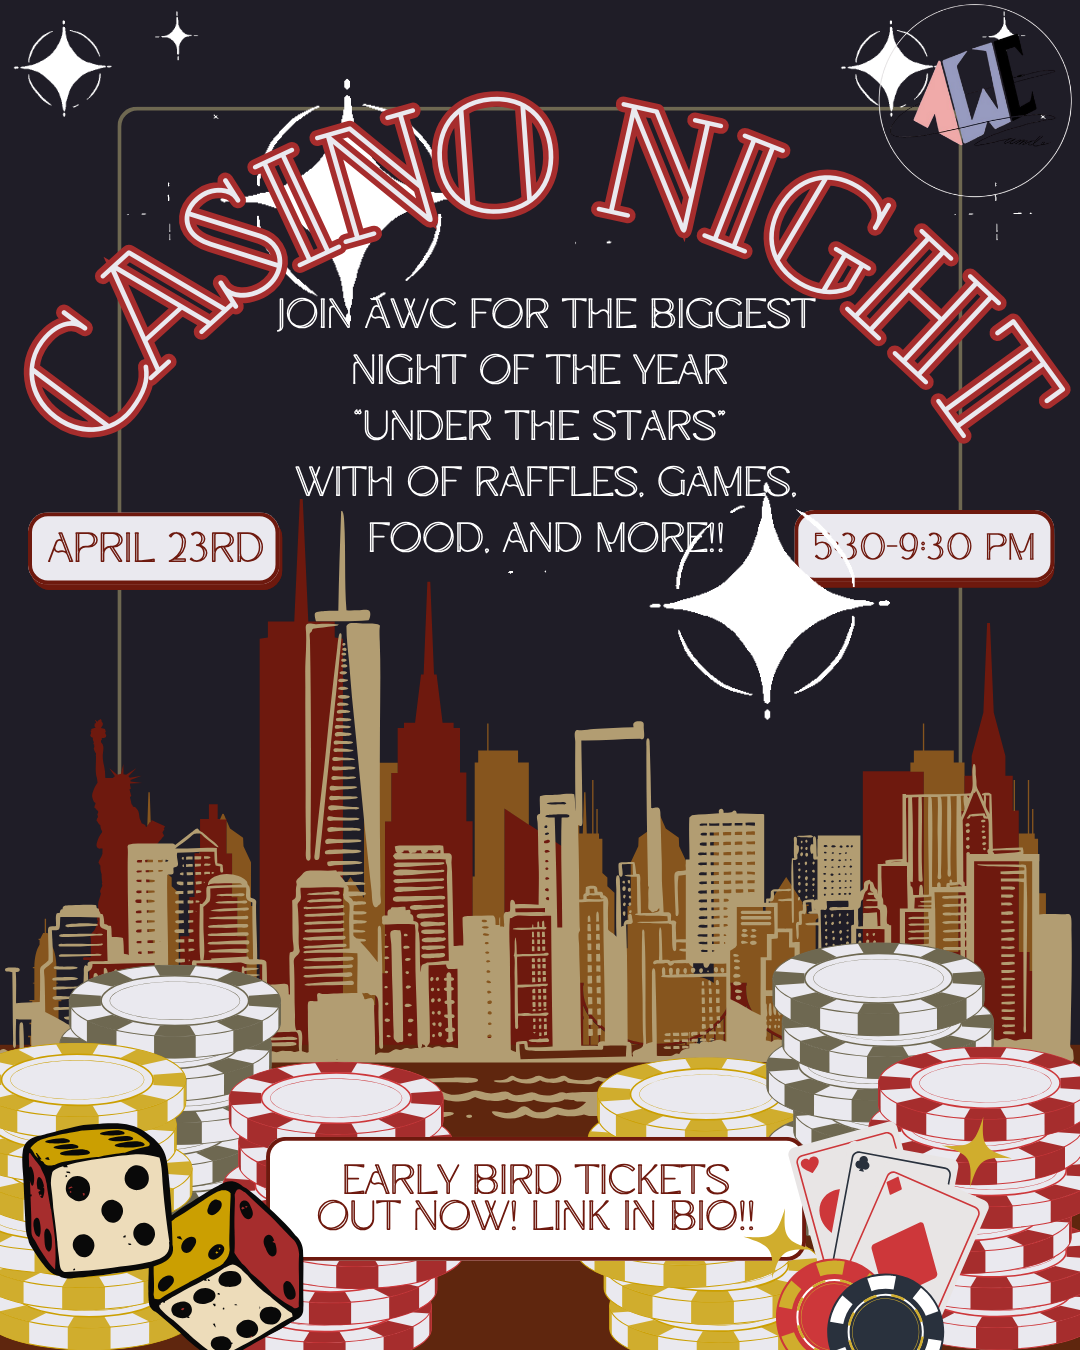 AWC
CASINO NIGHT
JOIN AWC FOR THE BIGGEST
NIGHT OF THE YEAR
"UNDER THE STARS"
WITH OF RAFFLES, GAMES,
FOOD, AND MORE!!
APRIL 23RD
5:30-9:30 PM
EARLY BIRD TICKETS
OUT NOW! LINK IN BIO!!